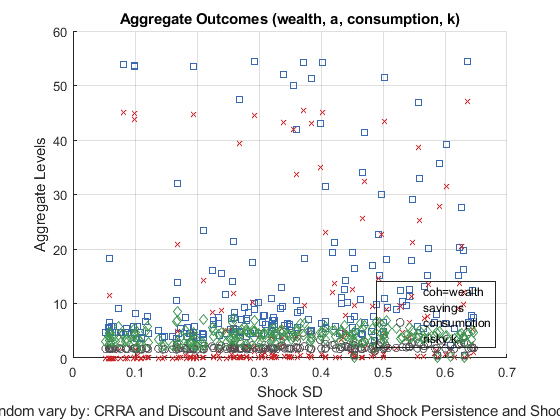 Aggregate Outcomes (wealth, a, consumption, k)
60
50
40
30
20
10
0
Aggregate Levels
coh=wealth
savings
consumption
risky k
0 0.1 0.2 0.3 0.4 0.5 0.6 0.7
Shock SD
ndom vary by: CRRA and Discount and Save Interest and Shock Persistence and Sho